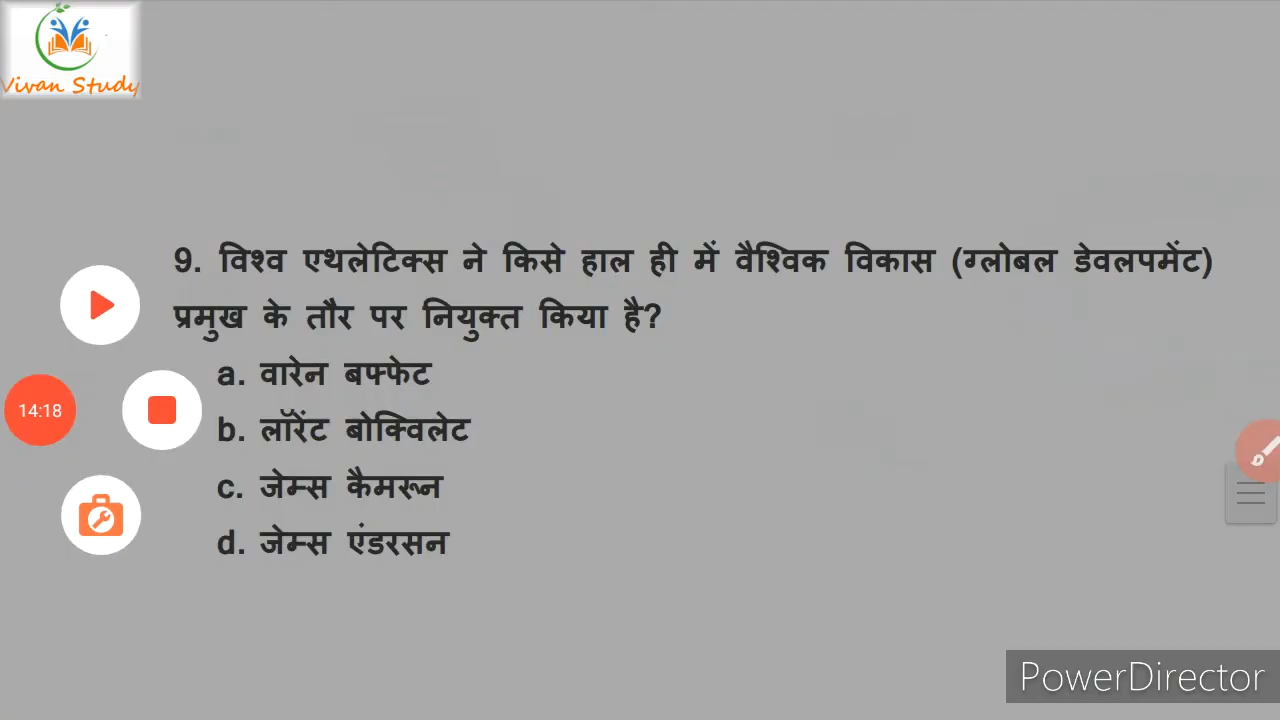 Vivan Study
9. विश्व एथलेटिक्स ने किसे हाल ही में वैश्विक विकास (ग्लोबल डेवलपमेंट)
प्रमुख के तौर पर नियुक्त किया है?
a. वारेन बफ्फेट
b. लॉरेंट बोक्विलेट
c. जेम्स कैमरून
d. जेम्स एंडरसन
14:18
PowerDirector